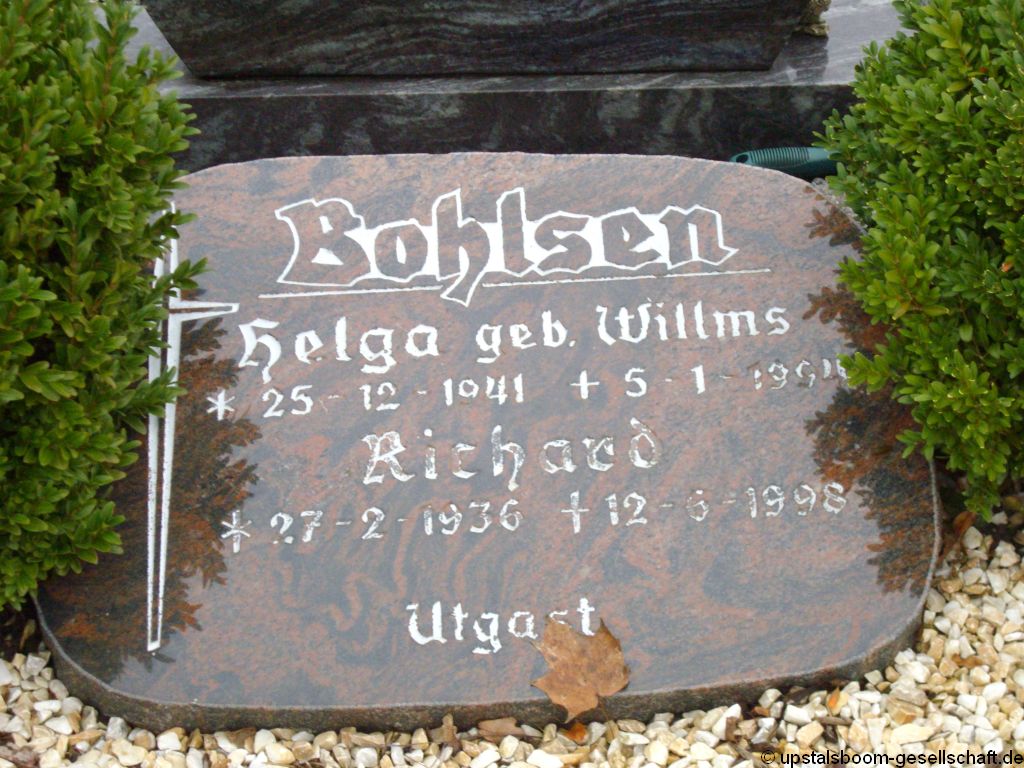 Bohlsen
Helga geb. Willms
* 25-12-1941 † 5-1-1994
Richard
* 27-2-1936 † 12-6-1998
Utgast
© upstalsboom-gesellschaft.de